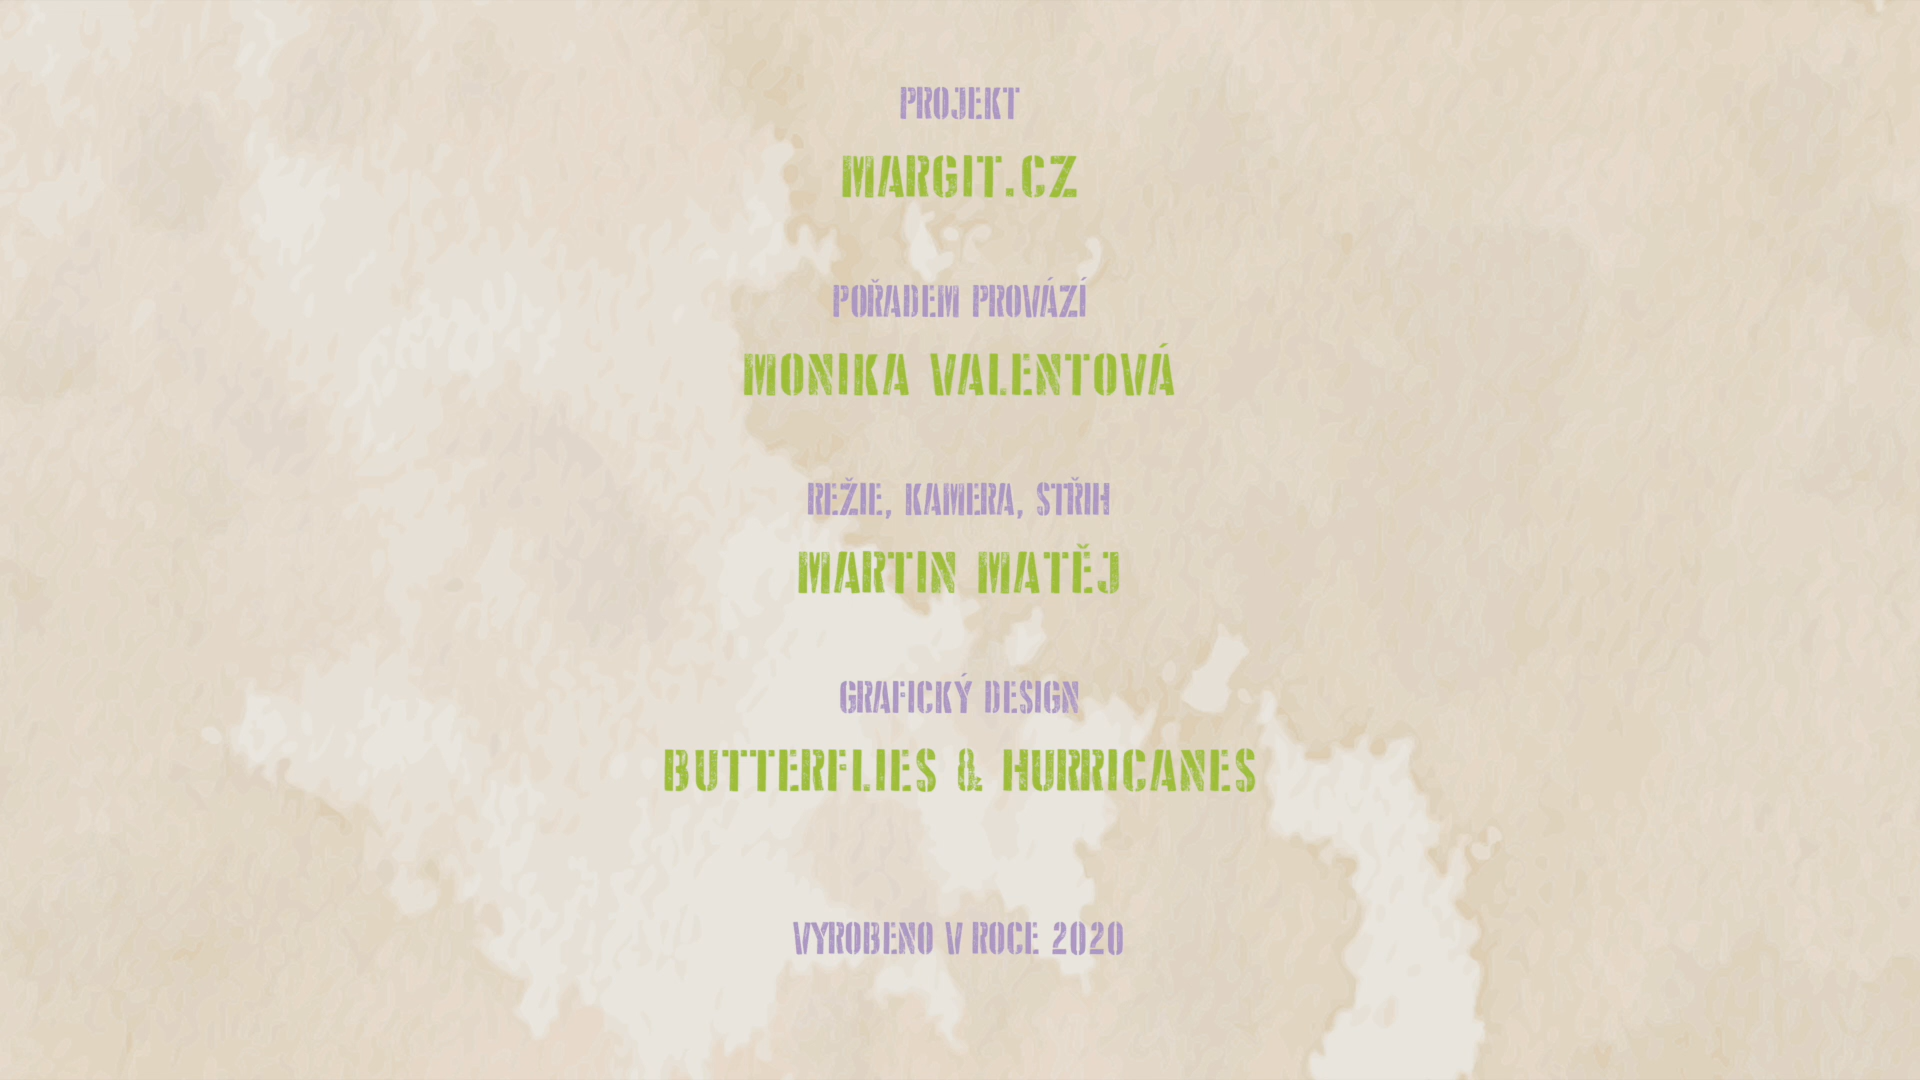 PROJEKT
MARGIT.CZ
POŘADEM PROVÁZÍ
MONIKA VALENTOVÁ
REŽIE, KAMERA, STŘIH
MARTIN MATĚJ
GRAFICKÝ DESIGN
BUTTERFLIES & HURRICANES
VYROBENO V ROCE 2020